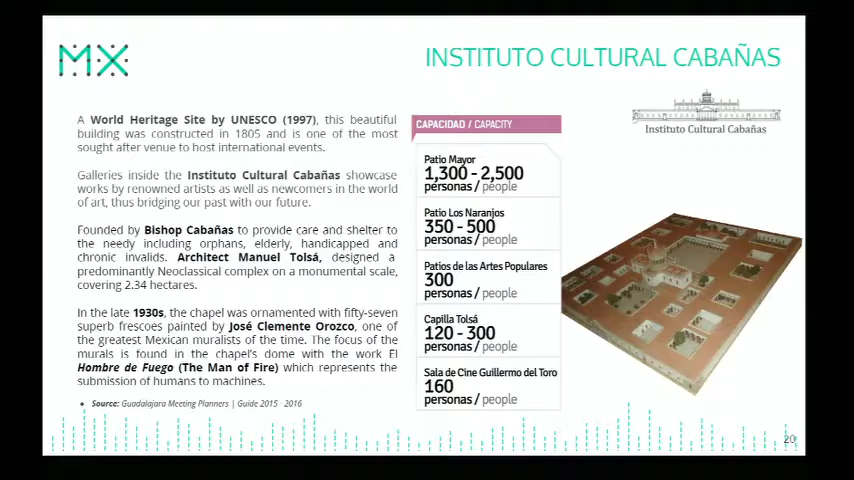 MX
INSTITUTO CULTURAL CABAÑAS
A World Heritage Site by UNESCO (1997), this beautiful
building was constructed in 1805 and is one of the most
sought after venue to host international events.
Galleries inside the Instituto Cultural Cabañas showcase
works by renowned artists as well as newcomers in the world
of art, thus bridging our past with our future.
Founded by Bishop Cabañas to provide care and shelter to
the needy including orphans, elderly, handicapped and
chronic invalids. Architect Manuel Tolsá, designed a
predominantly Neoclassical complex on a monumental scale,
covering 2.34 hectares.
In the late 1930s, the chapel was ornamented with fifty-seven
superb frescoes painted by José Clemente Orozco, one of
the greatest Mexican muralists of the time. The focus of the
murals is found in the chapel's dome with the work El
Hombre de Fuego (The Man of Fire) which represents the
submission of humans to machines.
Source: Guadalajara Meeting Planners | Guide 2015 - 2016
CAPACIDAD / CAPACITY
Patio Mayor
1,300 - 2,500
personas / people
Patio Los Naranjos
350 - 500
personas / people
Patios de las Artes Populares
300
personas / people
Capilla Tolsá
120 - 300
personas / people
Sala de Cine Guillermo del Toro
160
personas / people
Instituto Cultural Cabañas
20